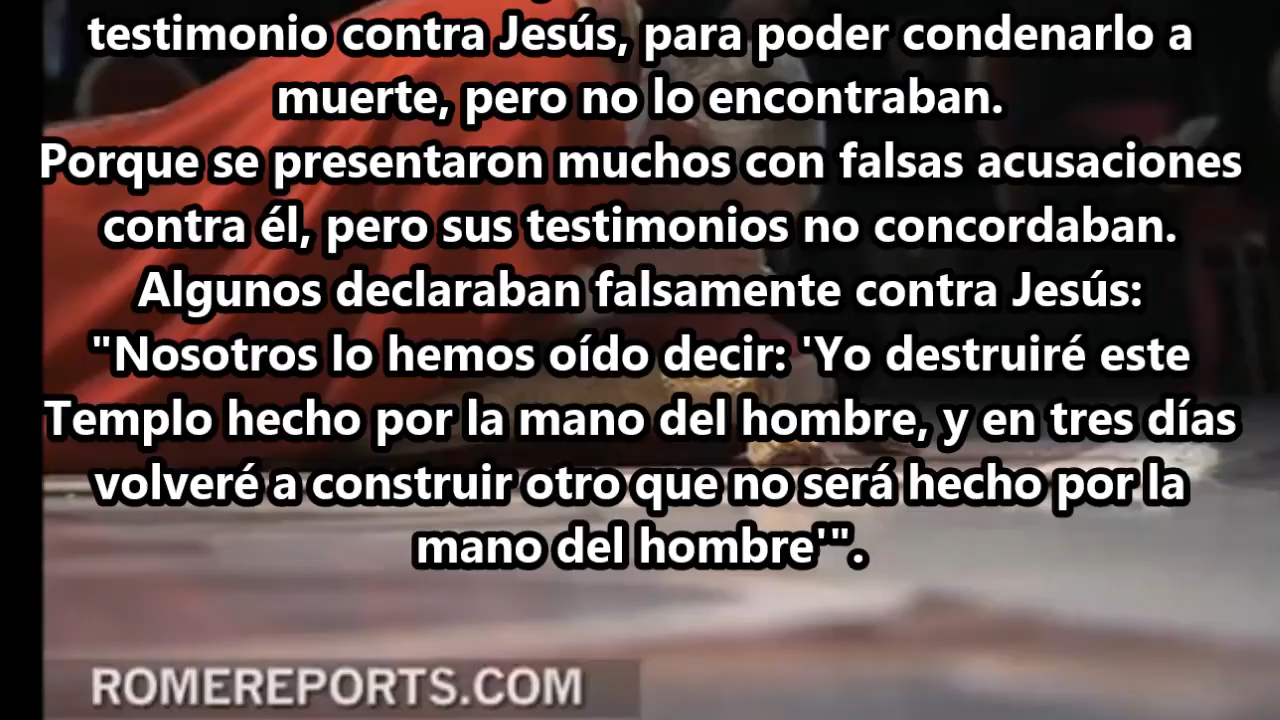 testimonio contra Jesús, para poder condenarlo a
muerte, pero no lo encontraban.
Porque se presentaron muchos con falsas acusaciones
contra él, pero sus testimonios no concordaban.
Algunos declaraban falsamente contra Jesús:
"Nosotros lo hemos oído decir: 'Yo destruiré este
Templo hecho por la mano del hombre, y en tres días
volveré a construir otro que no será hecho por la
mano del hombre'".
ROMEREPORTS.COM